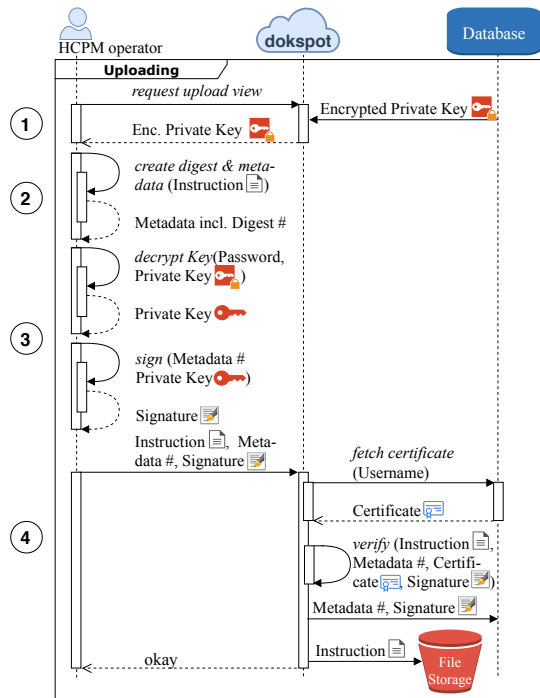 HCPM operator
dokspot
Database
Uploading
request upload view
1
Encrypted Private Key
Enc. Private Key
create digest & meta-
data (Instruction )
2
Metadata incl. Digest #
decrypt Key(Password,
Private Key )
Private Key
3
sign (Metadata #
Private Key )
Signature
Instruction , Meta-
data #, Signature
fetch certificate
(Username)
Certificate
4
verify (Instruction ,
Metadata #, Certifi-
cate , Signature )
Metadata #, Signature
Instruction
okay
File
Storage